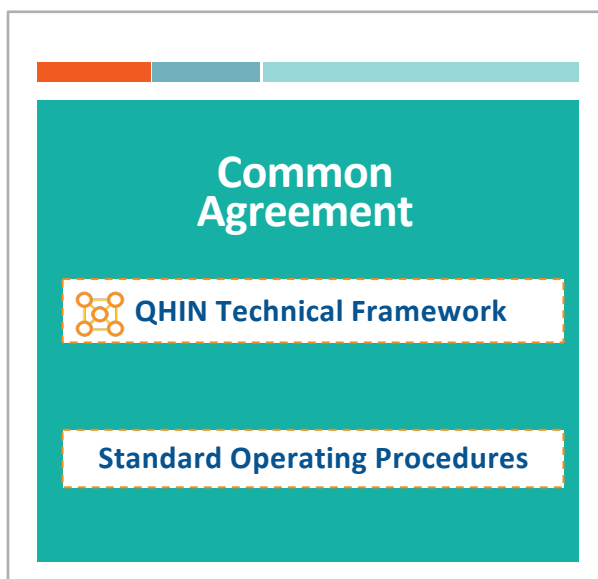 Common
Agreement
QHIN Technical Framework
Standard Operating Procedures